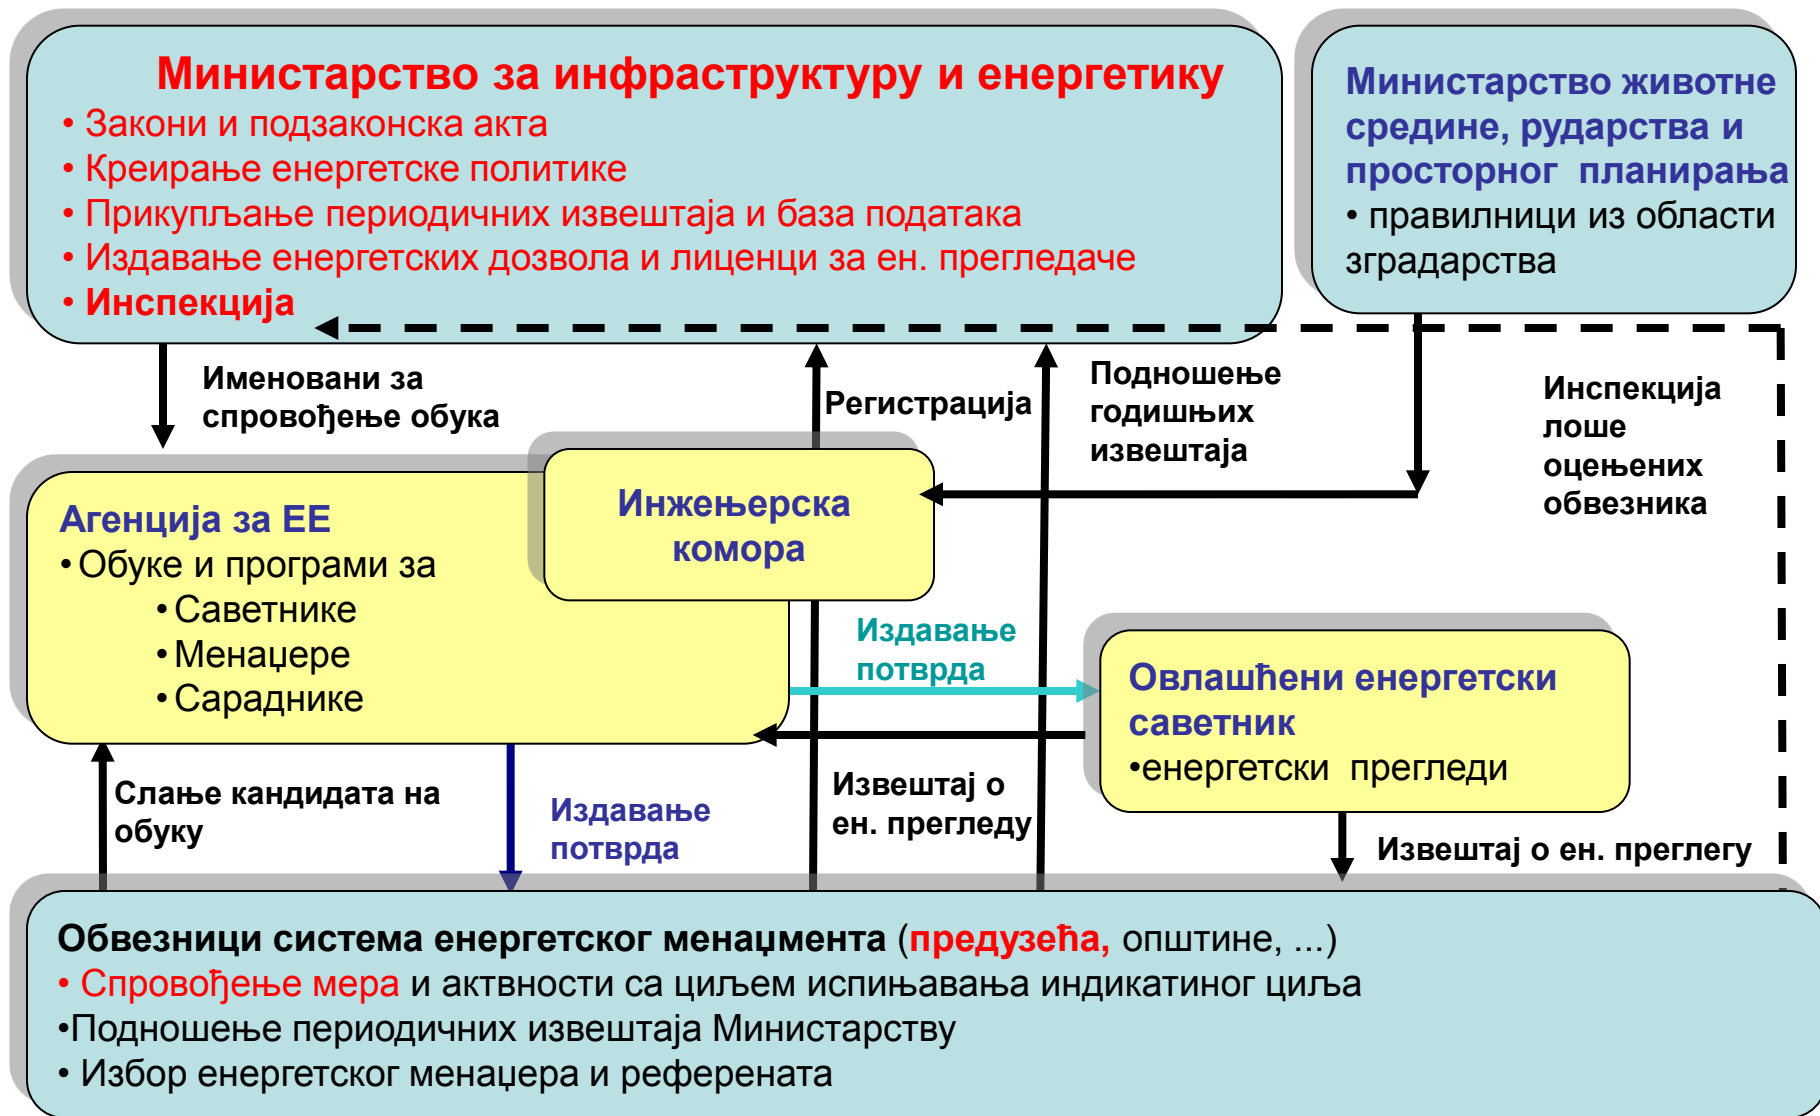 Министарство за инфраструктуру и енергетику
• Закони и подзаконска акта
• Креирање енергетске политике
• Прикупљање периодичних извештаја и база података
• Издавање енергетских дозвола и лиценци за ен. прегледаче
• Инспекција
Министарство животне
средине, рударства и
просторног планирања
• правилници из области
зградарства
Именовани за
спровођење обука
Регистрација
Подношење
годишњих
извештаја
Инспекција
лоше
оцењених
обвезника
Агенција за ЕЕ
• Обуке и програми за
• Саветнике
• Менаџере
• Сараднике
Инжењерска
комора
Издавање
потврда
Овлашћени енергетски
саветник
•енергетски прегледи
Слање кандидата на
обуку
Издавање
потврда
Извештај о
ен. прегледу
Извештај о ен. преглегу
Обвезници система енергетског менаџмента (предузећа, општине, ...)
• Спровођење мера и актвности са циљем испињавања индикатиног циља
•Подношење периодичних извештаја Министарству
• Избор енергетског менаџера и референата